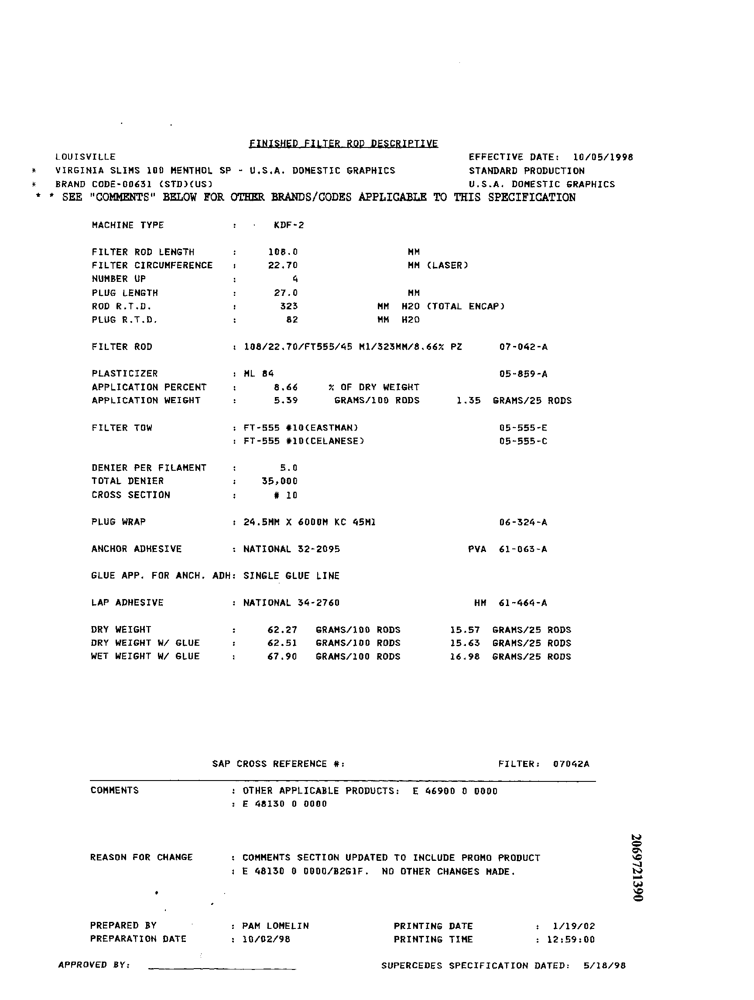 FINISHED FILTER ROD DESCRIPTIVE
LOUISVILLE EFFECTIVE DATE: 10/05/1998
* VIRGINIA SLIMS 100 MENTHOL SP - U.S.A. DOMESTIC GRAPHICS STANDARD PRODUCTION
* BRAND CODE-00631 (STD)(US) U.S.A. DOMESTIC GRAPHICS
* * SEE "COMMENTS" BELOW FOR OTHER BRANDS/CODES APPLICABLE TO THIS SPECIFICATION
MACHINE TYPE : KDF-2
FILTER ROD LENGTH : 108.0 MM
FILTER CIRCUMFERENCE : 22.70 MM (LASER)
NUMBER UP : 4
PLUG LENGTH : 27.0 MM
ROD R.T.D. : 323 MM H2O (TOTAL ENCAP)
PLUG R.T.D. : 82 MM H2O
FILTER ROD : 108/22.70/FT555/45 M1/323MM/8.66% PZ 07-042-A
PLASTICIZER : ML 84 05-859-A
APPLICATION PERCENT : 8.66 % OF DRY WEIGHT
APPLICATION WEIGHT : 5.39 GRAMS/100 RODS 1.35 GRAMS/25 RODS
FILTER TOW : FT-555 #10(EASTMAN) 05-555-E
: FT-555 #10(CELANESE) 05-555-C
DENIER PER FILAMENT : 5.0
TOTAL DENIER : 35,000
CROSS SECTION : # 10
PLUG WRAP : 24.5MM X 6000M KC 45M1 06-324-A
ANCHOR ADHESIVE : NATIONAL 32-2095 PVA 61-063-A
GLUE APP. FOR ANCH. ADH: SINGLE GLUE LINE
LAP ADHESIVE : NATIONAL 34-2760 HM 61-464-A
DRY WEIGHT : 62.27 GRAMS/100 RODS 15.57 GRAMS/25 RODS
DRY WEIGHT W/ GLUE : 62.51 GRAMS/100 RODS 15.63 GRAMS/25 RODS
WET WEIGHT W/ GLUE : 67.90 GRAMS/100 RODS 16.98 GRAMS/25 RODS
SAP CROSS REFERENCE #: FILTER: 07042A
COMMENTS : OTHER APPLICABLE PRODUCTS: E 46900 0 0000
: E 48130 0 0000
REASON FOR CHANGE : COMMENTS SECTION UPDATED TO INCLUDE PROMO PRODUCT
: E 48130 0 0000/B2G1F. NO OTHER CHANGES MADE.
PREPARED BY : PAM LOMELIN PRINTING DATE : 1/19/02
PREPARATION DATE : 10/02/98 PRINTING TIME : 12:59:00
APPROVED BY: SUPERCEDES SPECIFICATION DATED: 5/18/98
2069721390